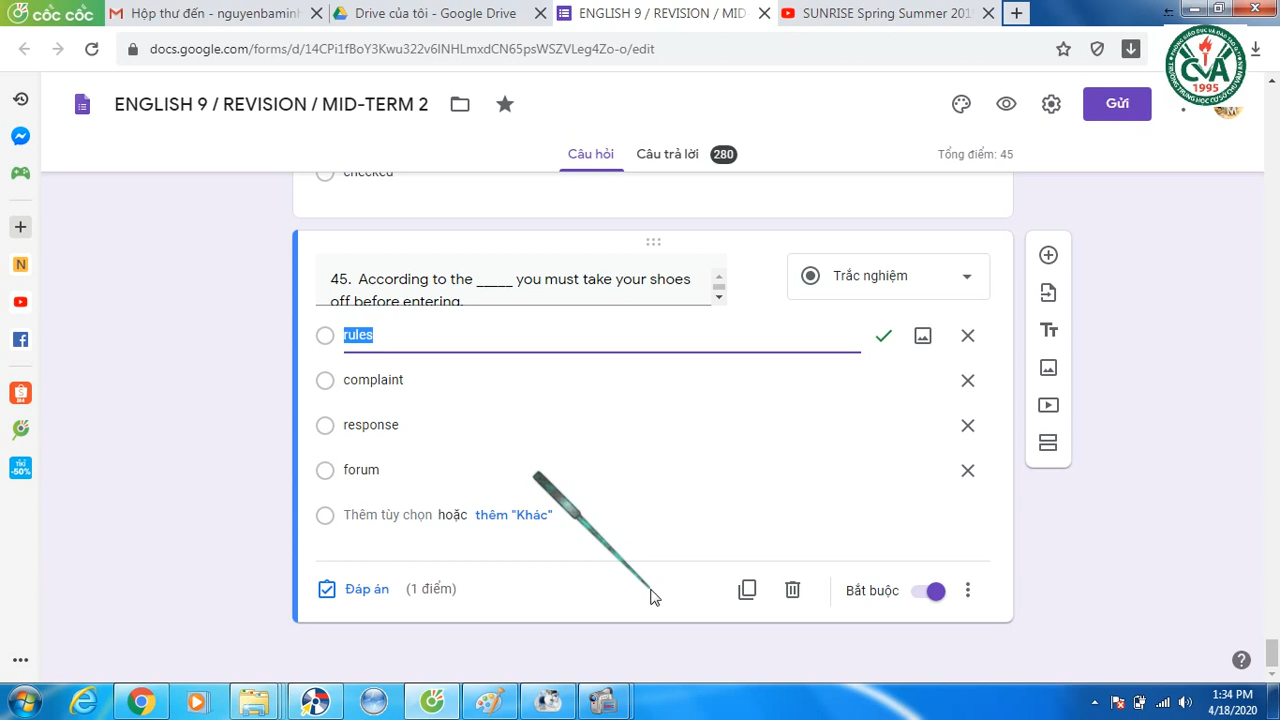 cốc cốc
Hộp thư đến - nguyenbaminh
Drive của tôi - Google Drive
ENGLISH 9 / REVISION / MID
SUNRISE Spring Summer 201
docs.google.com/forms/d/14CPi1fBoY3Kwu322V6INHLmxdCN65psWSZVLeg4Zo-o/edit
CVA
1995
ENGLISH 9 / REVISION / MID-TERM 2
Gửi
Câu hỏi
Câu trả lời 280
Tổng điểm: 45
checked
45. According to the _____ you must take your shoes
off before entering.
Trắc nghiệm
rules
complaint
response
forum
Thêm tùy chọn hoặc thêm "Khác"
Đáp án (1 điểm)
Bắt buộc
N
TIKI
-50%
1:34 PM
4/18/2020